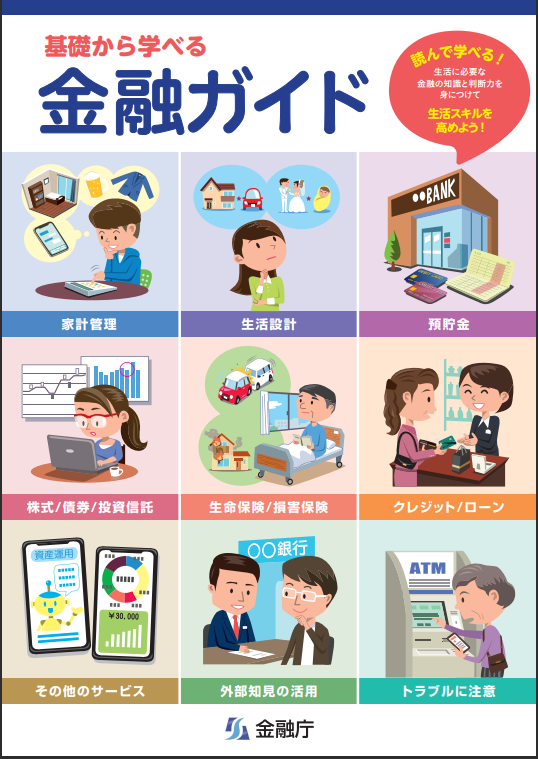 基礎から学べる
金融ガイド
読んで学べる！
生活に必要な
金融の知識と判断力を
身につけて
生活スキルを
高めよう！
●●BANK
家計管理
生活設計
預貯金
株式/債券/投資信託
生命保険/損害保険
クレジット/ローン
資産運用
¥30,000
〇〇銀行
ATM
その他のサービス
外部知見の活用
トラブルに注意
金融庁